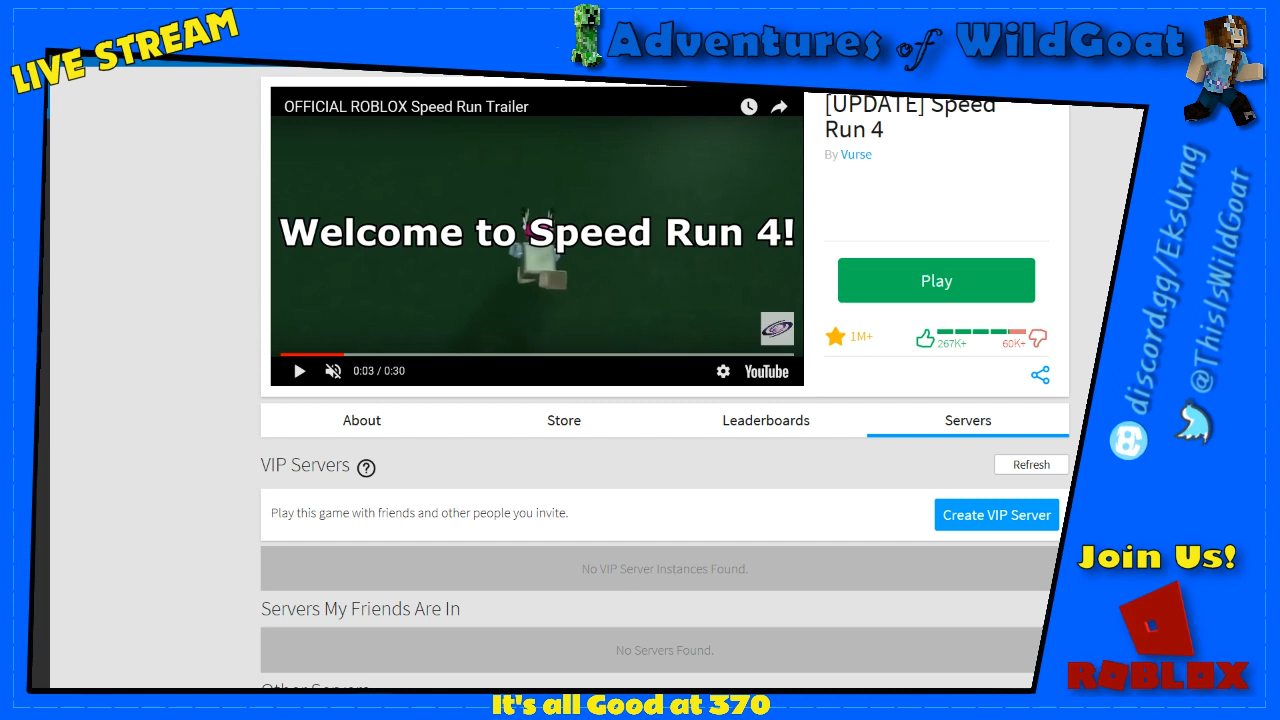 LIVE STREAM
Adventures of WildGoat
OFFICIAL ROBLOX Speed Run Trailer
Welcome to Speed Run 4!
0:03 / 0:30
YouTube
[UPDATE] Speed
Run 4
By Vurse
Play
1M+
267K+
60K+
About
Store
Leaderboards
Servers
VIP Servers
Refresh
Play this game with friends and other people you invite.
Create VIP Server
No VIP Server Instances Found.
Servers My Friends Are In
No Servers Found.
Other Servers
discord.gg/EksUrng
@ThisIsWildGoat
Join Us!
ROBLOX
It's all Good at 370